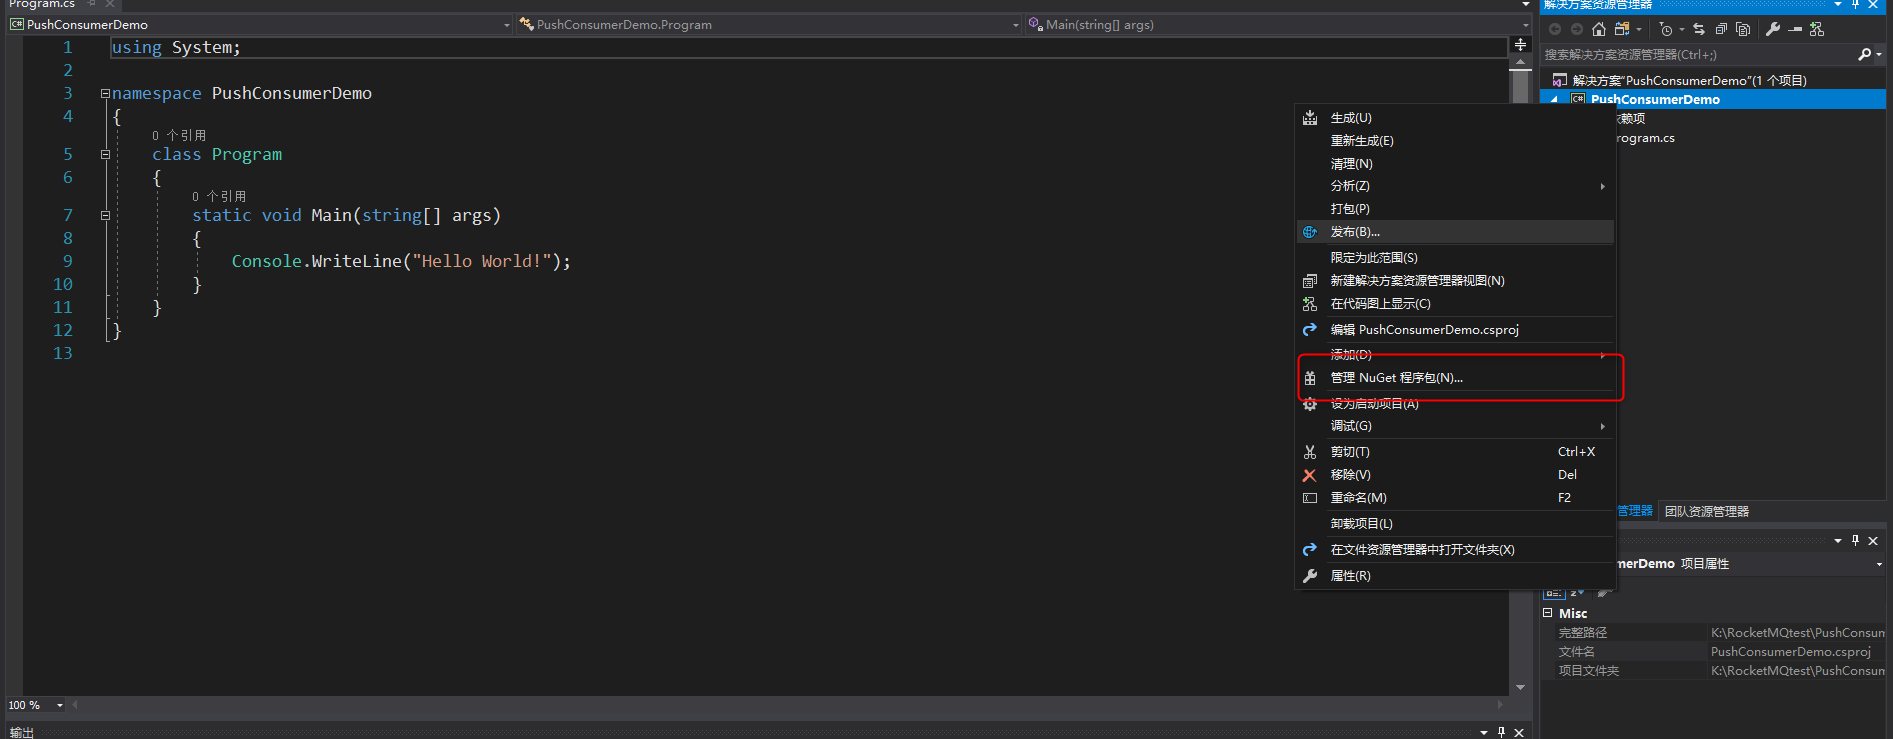 Program.cs
PushConsumerDemo
PushConsumerDemo.Program
Main(string[] args)
1 using System;
2
3 namespace PushConsumerDemo
4 {
0 个引用
5 class Program
6 {
0 个引用
7 static void Main(string[] args)
8 {
9 Console.WriteLine("Hello World!");
10 }
11 }
12 }
13
100 %
输出
生成(U)
重新生成(E)
清理(N)
分析(Z)
打包(P)
发布(B)...
限定为此范围(S)
新建解决方案资源管理器视图(N)
在代码图上显示(C)
编辑 PushConsumerDemo.csproj
添加(D)
管理 NuGet 程序包(N)...
设为启动项目(A)
调试(G)
剪切(T) Ctrl+X
移除(V) Del
重命名(M) F2
卸载项目(L)
在文件资源管理器中打开文件夹(X)
属性(R)
解决方案资源管理器
搜索解决方案资源管理器(Ctrl+;)
解决方案"PushConsumerDemo"(1 个项目)
C# PushConsumerDemo
赖项
rogram.cs
管理器 团队资源管理器
merDemo 项目属性
Misc
完整路径 K:\RocketMQtest\PushConsum
文件名 PushConsumerDemo.csproj
项目文件夹 K:\RocketMQtest\PushConsum